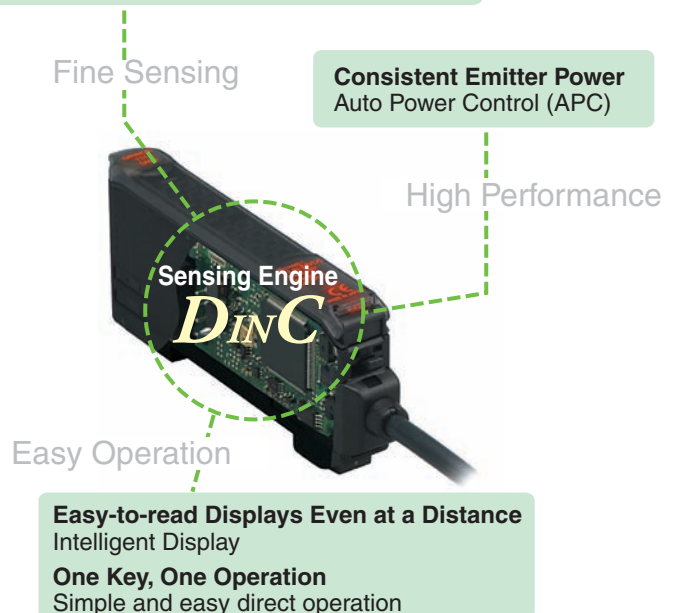 Fine Sensing
Consistent Emitter Power
Auto Power Control (APC)
High Performance
Sensing Engine
DINC
Easy Operation
Easy-to-read Displays Even at a Distance
Intelligent Display
One Key, One Operation
Simple and easy direct operation